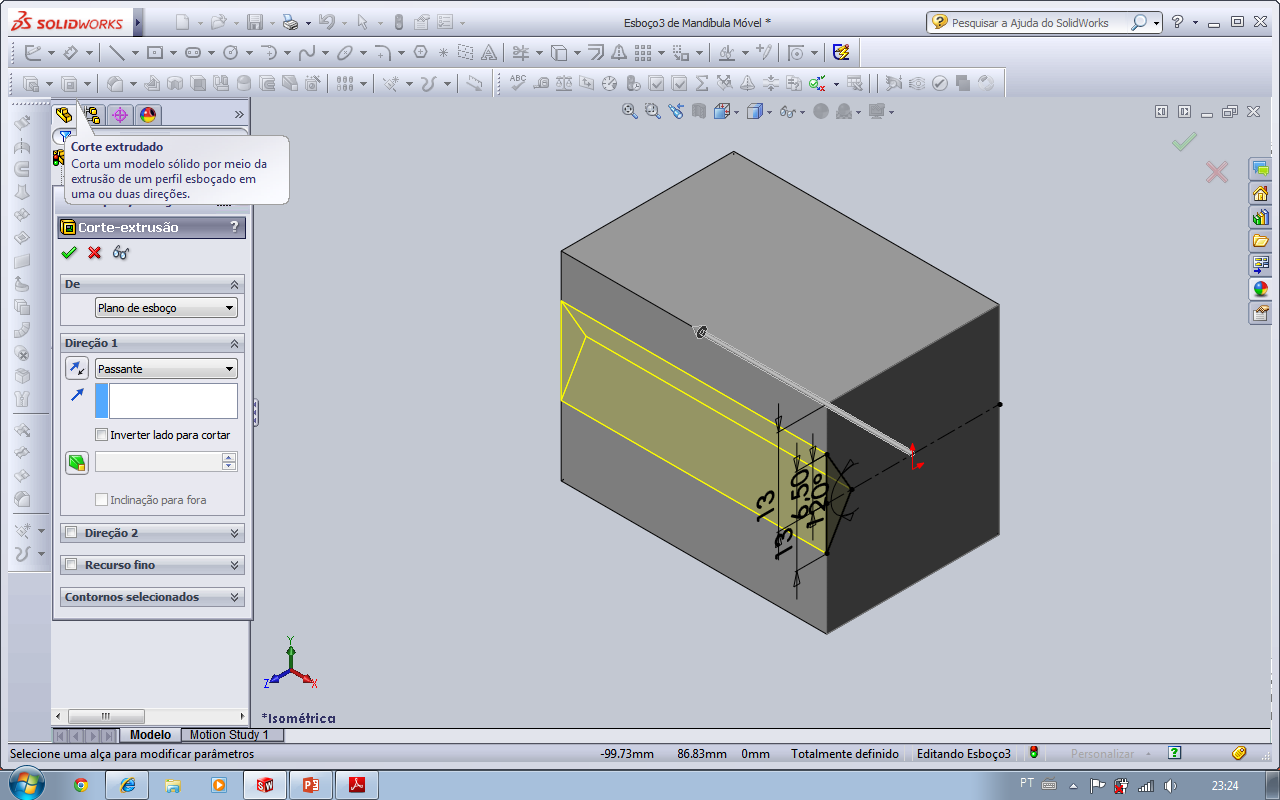 SOLIDWORKS
Esboço3 de Mandíbula Móvel *
Pesquisar a Ajuda do SolidWorks
?
ABC
»
Corte extrudado
Corta um modelo sólido por meio da
extrusão de um perfil esboçado em
uma ou duas direções.
Corte-extrusão
?
De
Plano de esboço
Direção 1
Passante
Inverter lado para cortar
Inclinação para fora
Direção 2
Recurso fino
Contornos selecionados
13
6.50
120°
13
Y
Z
X
*Isométrica
Modelo
Motion Study 1
Selecione uma alça para modificar parâmetros
-99.73mm
86.83mm
0mm
Totalmente definido
Editando Esboço3
Personalizar
?
PT
23:24